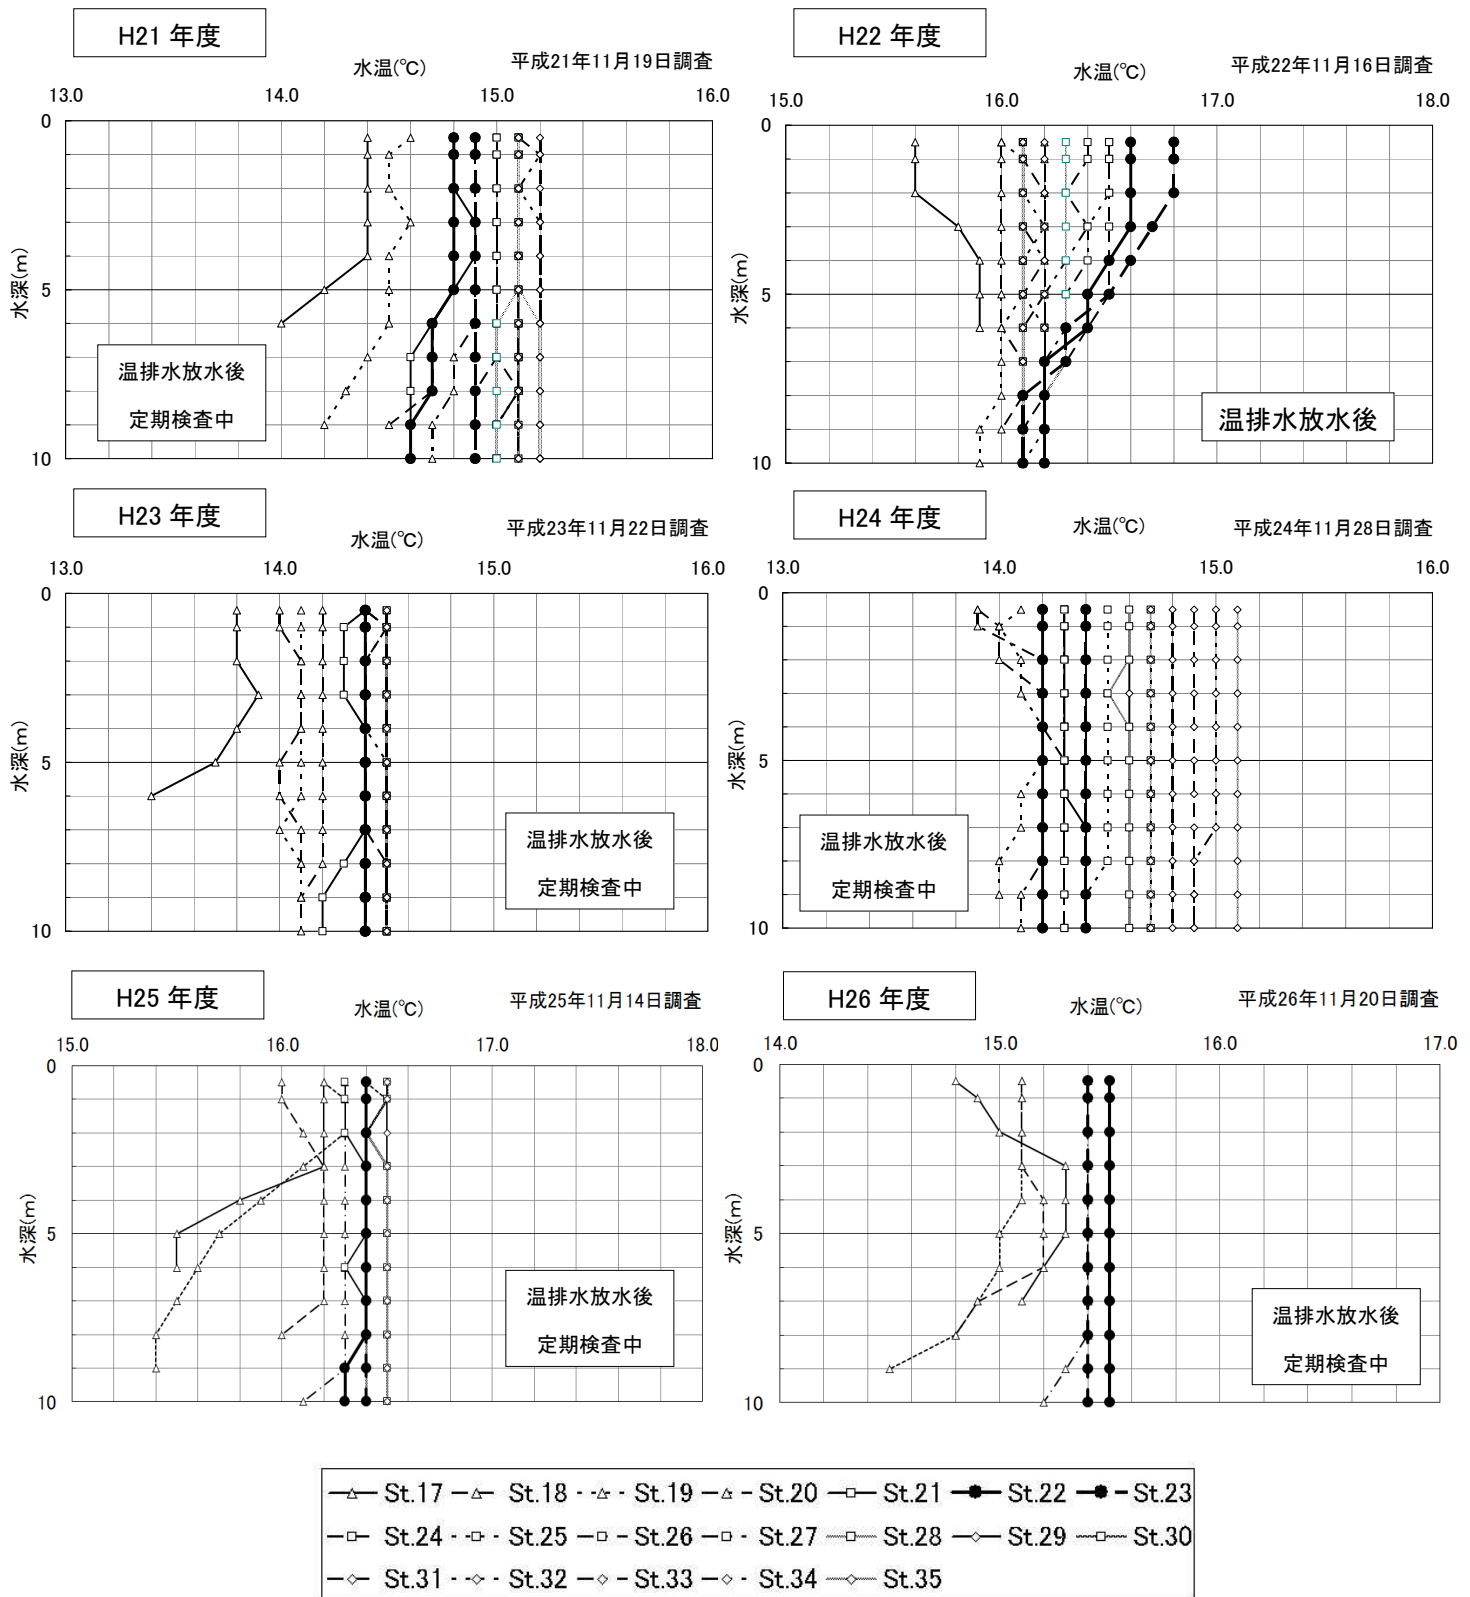 H21 年度
平成21年11月19日調査
水温(℃)
13.0 14.0 15.0 16.0
0
5
10
水深(m)
温排水放水後
定期検査中
H22 年度
平成22年11月16日調査
水温(℃)
15.0 16.0 17.0 18.0
0
5
10
水深(m)
温排水放水後
H23 年度
平成23年11月22日調査
水温(℃)
13.0 14.0 15.0 16.0
0
5
10
水深(m)
温排水放水後
定期検査中
H24 年度
平成24年11月28日調査
水温(℃)
13.0 14.0 15.0 16.0
0
5
10
水深(m)
温排水放水後
定期検査中
H25 年度
平成25年11月14日調査
水温(℃)
15.0 16.0 17.0 18.0
0
5
10
水深(m)
温排水放水後
定期検査中
H26 年度
平成26年11月20日調査
水温(℃)
14.0 15.0 16.0 17.0
0
5
10
水深(m)
温排水放水後
定期検査中
St.17 St.18 St.19 St.20 St.21 St.22 St.23
St.24 St.25 St.26 St.27 St.28 St.29 St.30
St.31 St.32 St.33 St.34 St.35